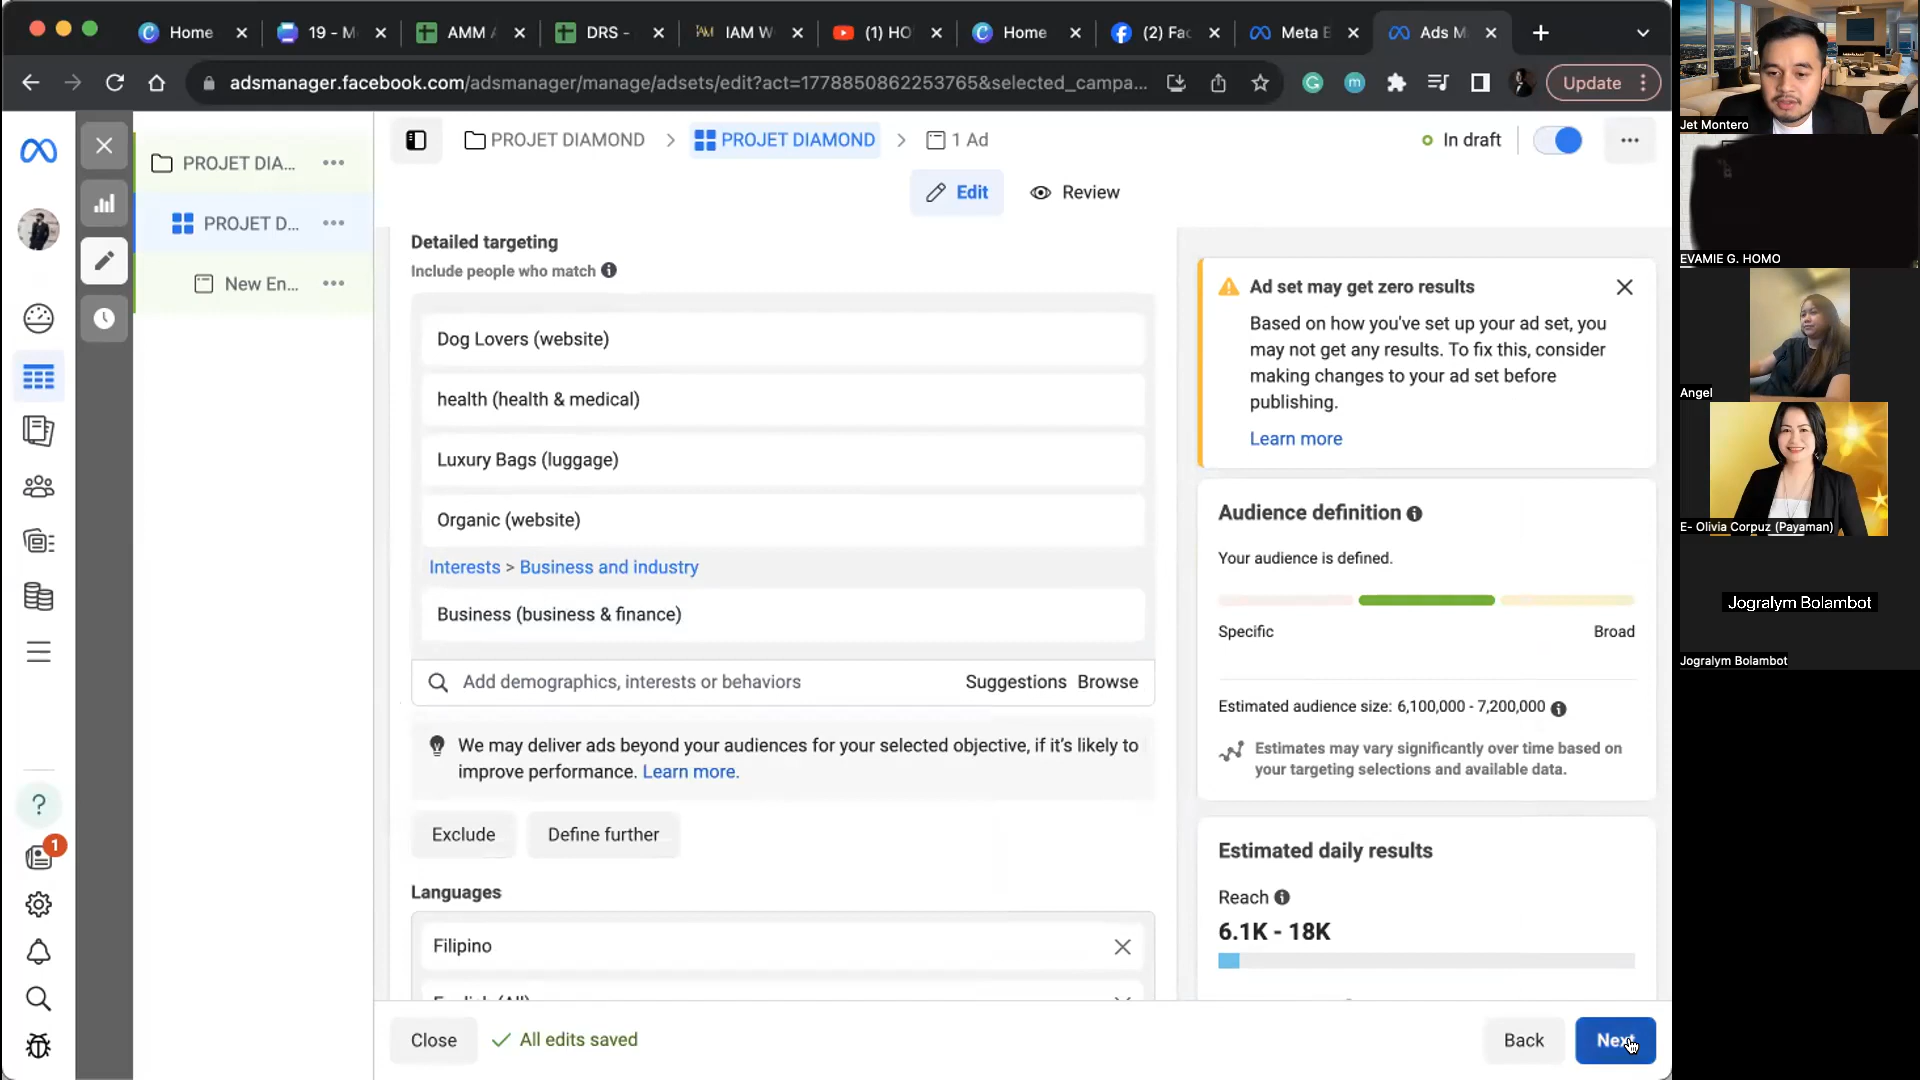 Home
19 - M
AMM A
DRS -
IAM W
(1) HO
Home
(2) Fac
Meta B
Ads M
adsmanager.facebook.com/adsmanager/manage/adsets/edit?act=1778850862253765&selected_campa...
Update
PROJET DIA...
PROJET D...
New En...
PROJET DIAMOND
PROJET DIAMOND
1 Ad
In draft
Edit
Review
Detailed targeting
Include people who match
Dog Lovers (website)
health (health & medical)
Luxury Bags (luggage)
Organic (website)
Interests > Business and industry
Business (business & finance)
Add demographics, interests or behaviors
Suggestions
Browse
We may deliver ads beyond your audiences for your selected objective, if it's likely to
improve performance. Learn more.
Exclude
Define further
Languages
Filipino
English (All)
Close
All edits saved
Back
Next
Ad set may get zero results
Based on how you've set up your ad set, you
may not get any results. To fix this, consider
making changes to your ad set before
publishing.
Learn more
Audience definition
Your audience is defined.
Specific
Broad
Estimated audience size: 6,100,000 - 7,200,000
Estimates may vary significantly over time based on
your targeting selections and available data.
Estimated daily results
Reach
6.1K - 18K
1
Jet Montero
EVAMIE G. HOMO
Angel
E- Olivia Corpuz (Payaman)
Jogralym Bolambot
Jogralym Bolambot